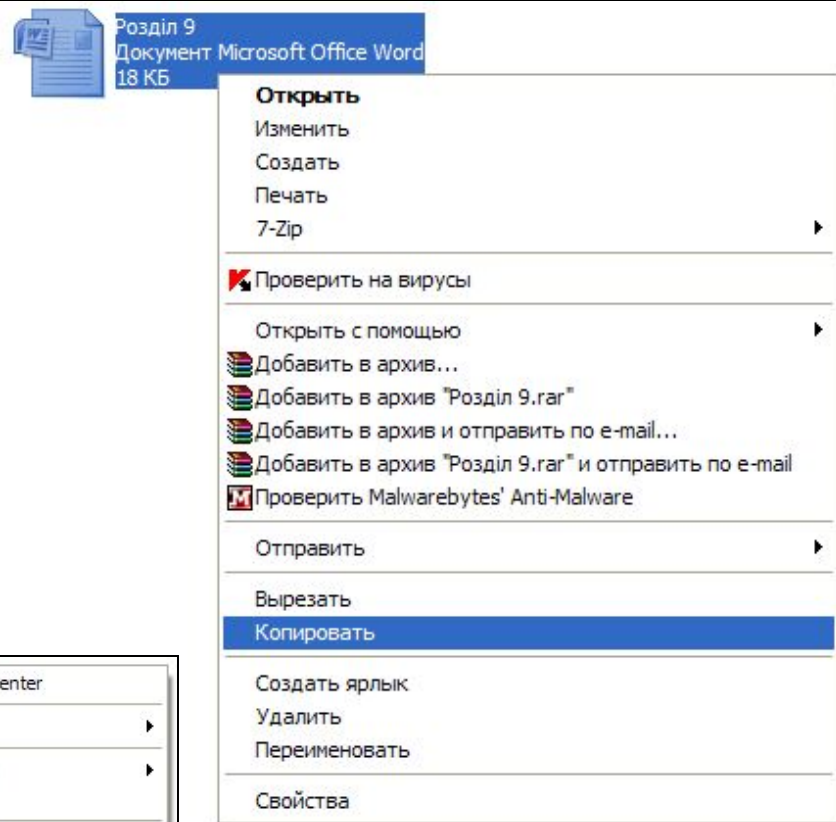 Розділ 9
Документ Microsoft Office Word
18 КБ
Открыть
Изменить
Создать
Печать
7-Zip
Проверить на вирусы
Открыть с помощью
Добавить в архив...
Добавить в архив "Розділ 9.rar"
Добавить в архив и отправить по e-mail...
Добавить в архив "Розділ 9.rar" и отправить по e-mail
Проверить Malwarebytes' Anti-Malware
Отправить
Вырезать
Копировать
enter
Создать ярлык
Удалить
Переименовать
Свойства